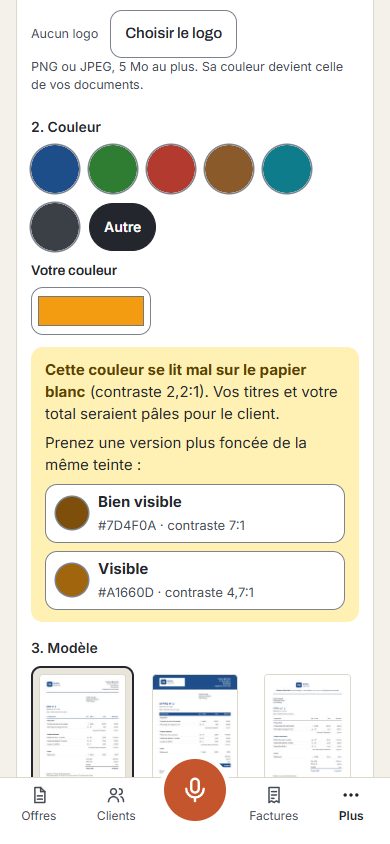 Aucun logo
Choisir le logo
PNG ou JPEG, 5 Mo au plus. Sa couleur devient celle
de vos documents.
2. Couleur
Autre
Votre couleur
Cette couleur se lit mal sur le papier
blanc (contraste 2,2:1). Vos titres et votre
total seraient pâles pour le client.
Prenez une version plus foncée de la
même teinte :
Bien visible
#7D4F0A · contraste 7:1
Visible
#A1660D · contraste 4,7:1
3. Modèle
Offres
Clients
Factures
Plus